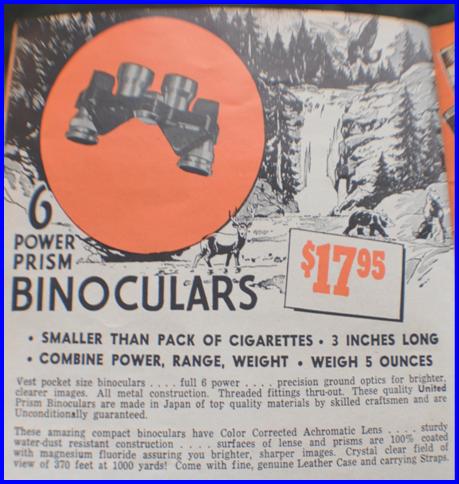 6
POWER
PRISM
BINOCULARS
$17.95
• SMALLER THAN PACK OF CIGARETTES • 3 INCHES LONG
• COMBINE POWER, RANGE, WEIGHT • WEIGH 5 OUNCES
Vest pocket size binoculars . . . . full 6 power . . . . precision ground optics for brighter,
clearer images. All metal construction. Threaded fittings thru-out. These quality United
Prism Binoculars are made in Japan of top quality materials by skilled craftsmen and are
Unconditionally guaranteed.
These amazing compact binoculars have Color Corrected Achromatic Lens . . . . sturdy
water-dust resistant construction . . . . surfaces of lense and prisms are 100% coated
with magnesium fluoride assuring you brighter, sharper images. Crystal clear field of
view of 370 feet at 1000 yards! Come with fine, genuine Leather Case and carrying Straps.